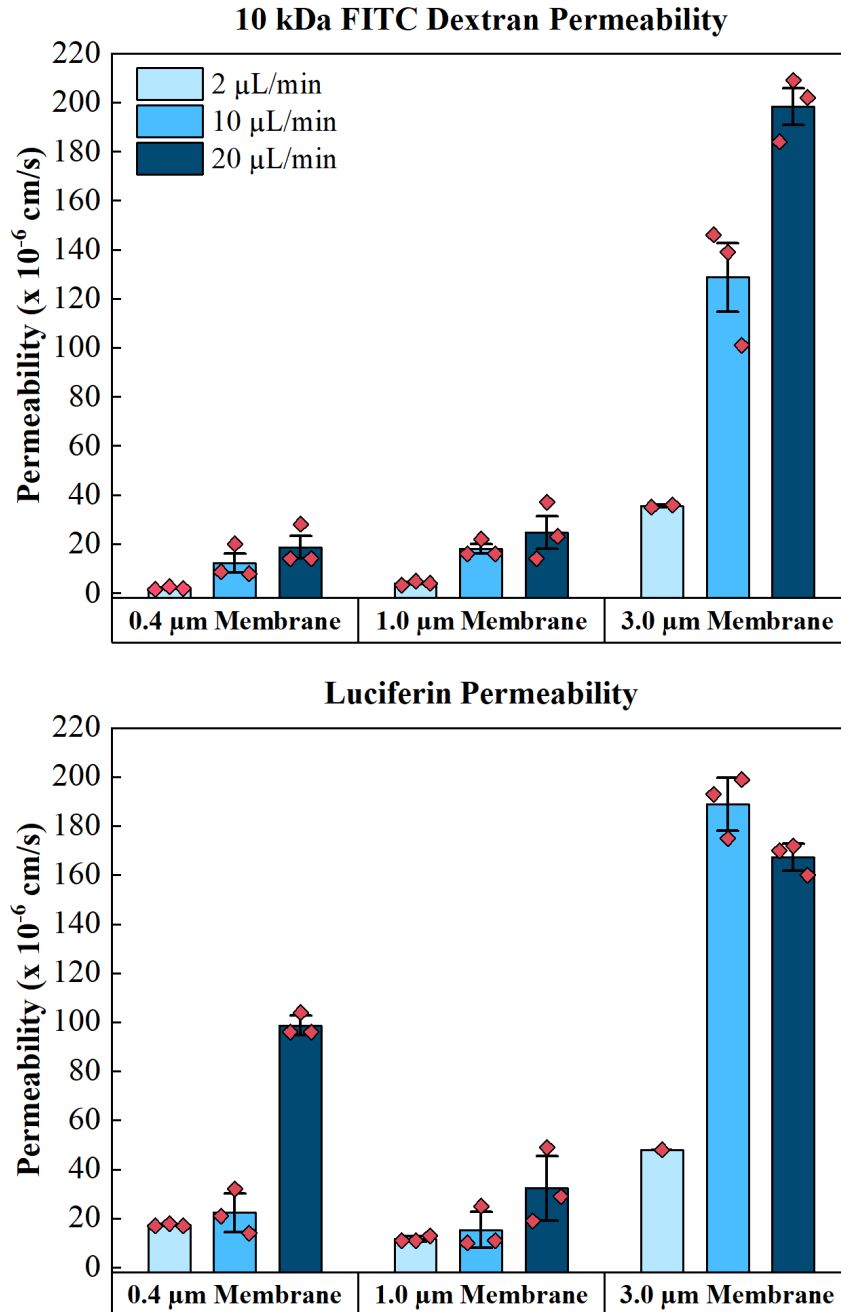 10 kDa FITC Dextran Permeability
220
200
180
160
140
120
100
80
60
40
20
0
Permeability (x 10⁻⁶ cm/s)
2 µL/min
10 µL/min
20 µL/min
0.4 µm Membrane
1.0 µm Membrane
3.0 µm Membrane
Luciferin Permeability
220
200
180
160
140
120
100
80
60
40
20
0
Permeability (x 10⁻⁶ cm/s)
0.4 µm Membrane
1.0 µm Membrane
3.0 µm Membrane